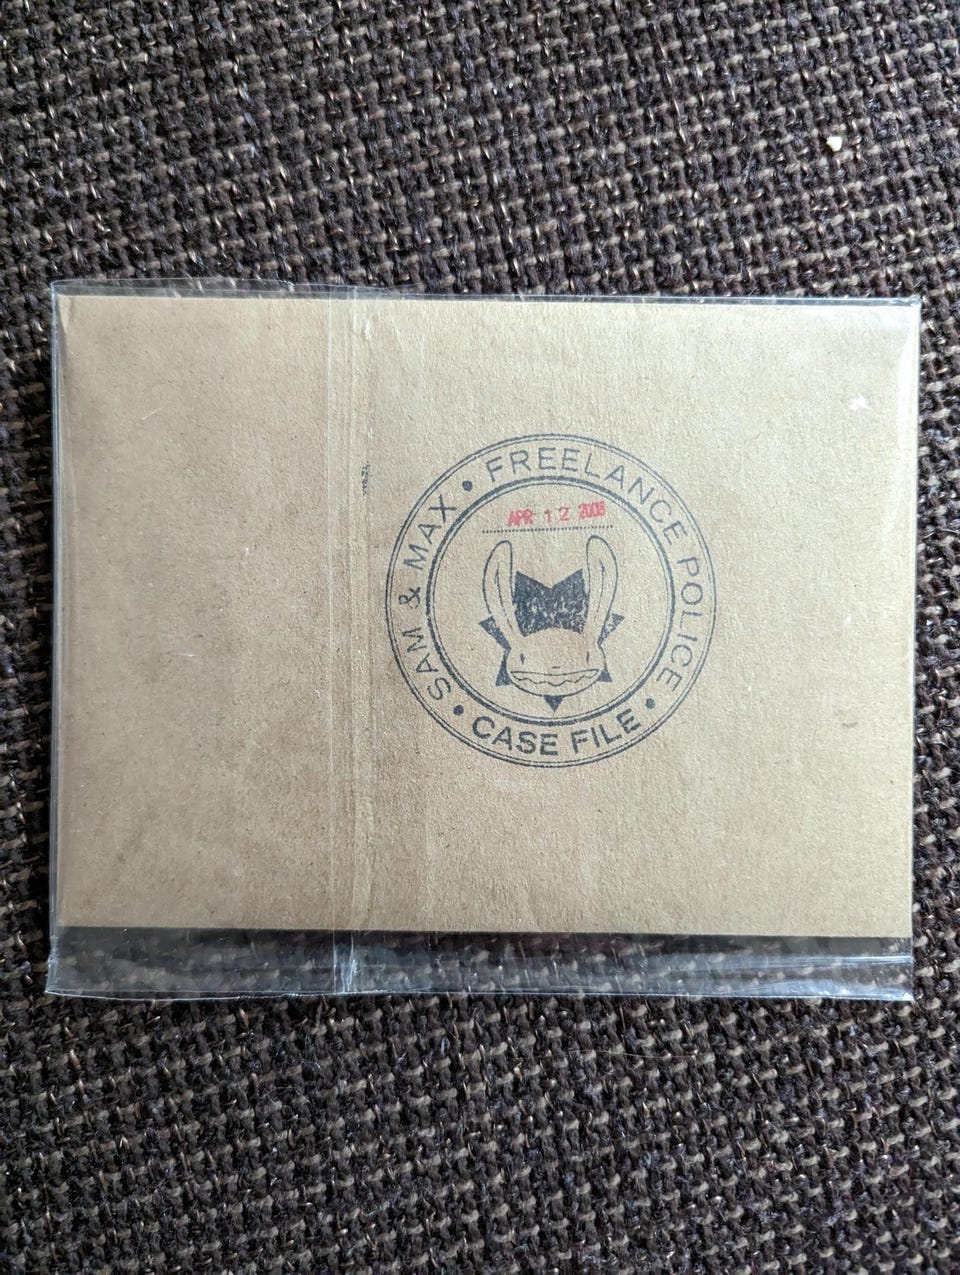 SAM & MAX • FREELANCE POLICE
APR 12 2008
• CASE FILE •